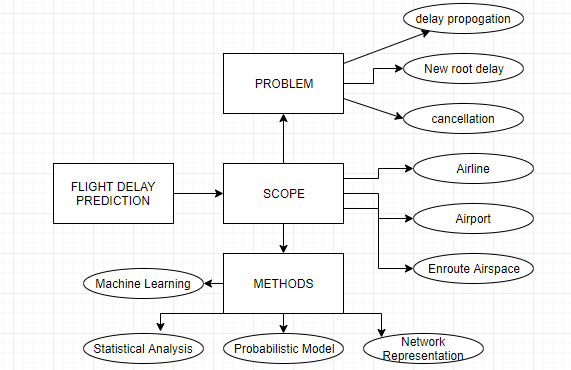 delay propogation
New root delay
PROBLEM
cancellation
Airline
FLIGHT DELAY
PREDICTION
SCOPE
Airport
Enroute Airspace
Machine Learning
METHODS
Statistical Analysis
Probabilistic Model
Network
Representation